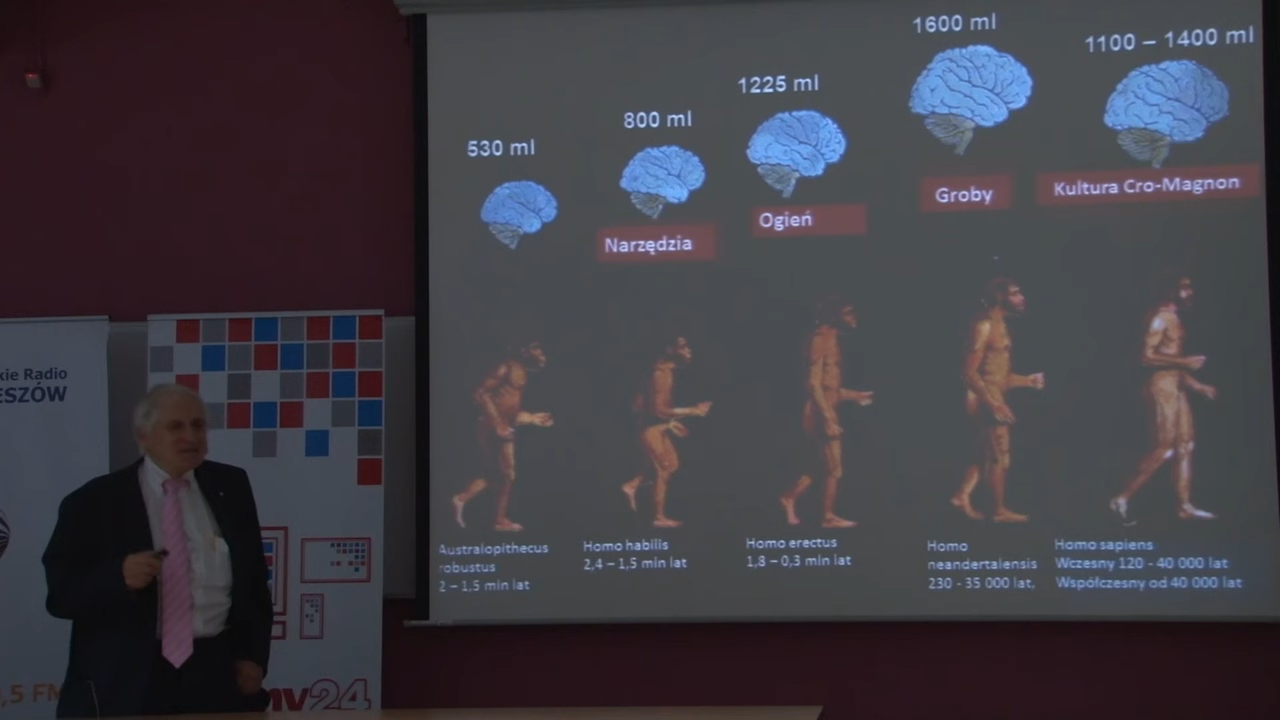 530 ml
800 ml
1225 ml
1600 ml
1100 – 1400 ml
Narzędzia
Ogień
Groby
Kultura Cro-Magnon
Australopithecus
robustus
2 – 1,5 mln lat
Homo habilis
2,4 – 1,5 mln lat
Homo erectus
1,8 – 0,3 mln lat
Homo
neandertalensis
230 - 35 000 lat,
Homo sapiens
Wczesny 120 - 40 000 lat
Współczesny od 40 000 lat
kie Radio
ESZÓW
,5 FM
nv24